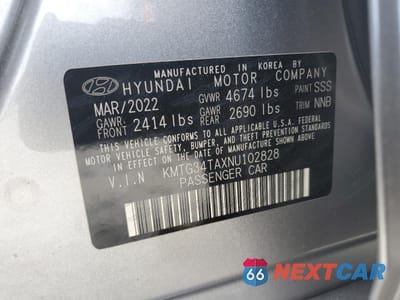 MANUFACTURED IN KOREA BY
HYUNDAI MOTOR COMPANY
MAR/2022 GVWR 4674 lbs PAINT SSS
GAWR FRONT 2414 lbs GAWR REAR 2690 lbs TRIM NNB
THIS VEHICLE CONFORMS TO ALL APPLICABLE U.S.A. FEDERAL
MOTOR VEHICLE SAFETY, BUMPER, AND THEFT PREVENTION
STANDARDS IN EFFECT ON THE DATE OF MANUFACTURE SHOWN ABOVE.
V.I.N KMTG34TAXNU102828
PASSENGER CAR
66 NEXTCAR